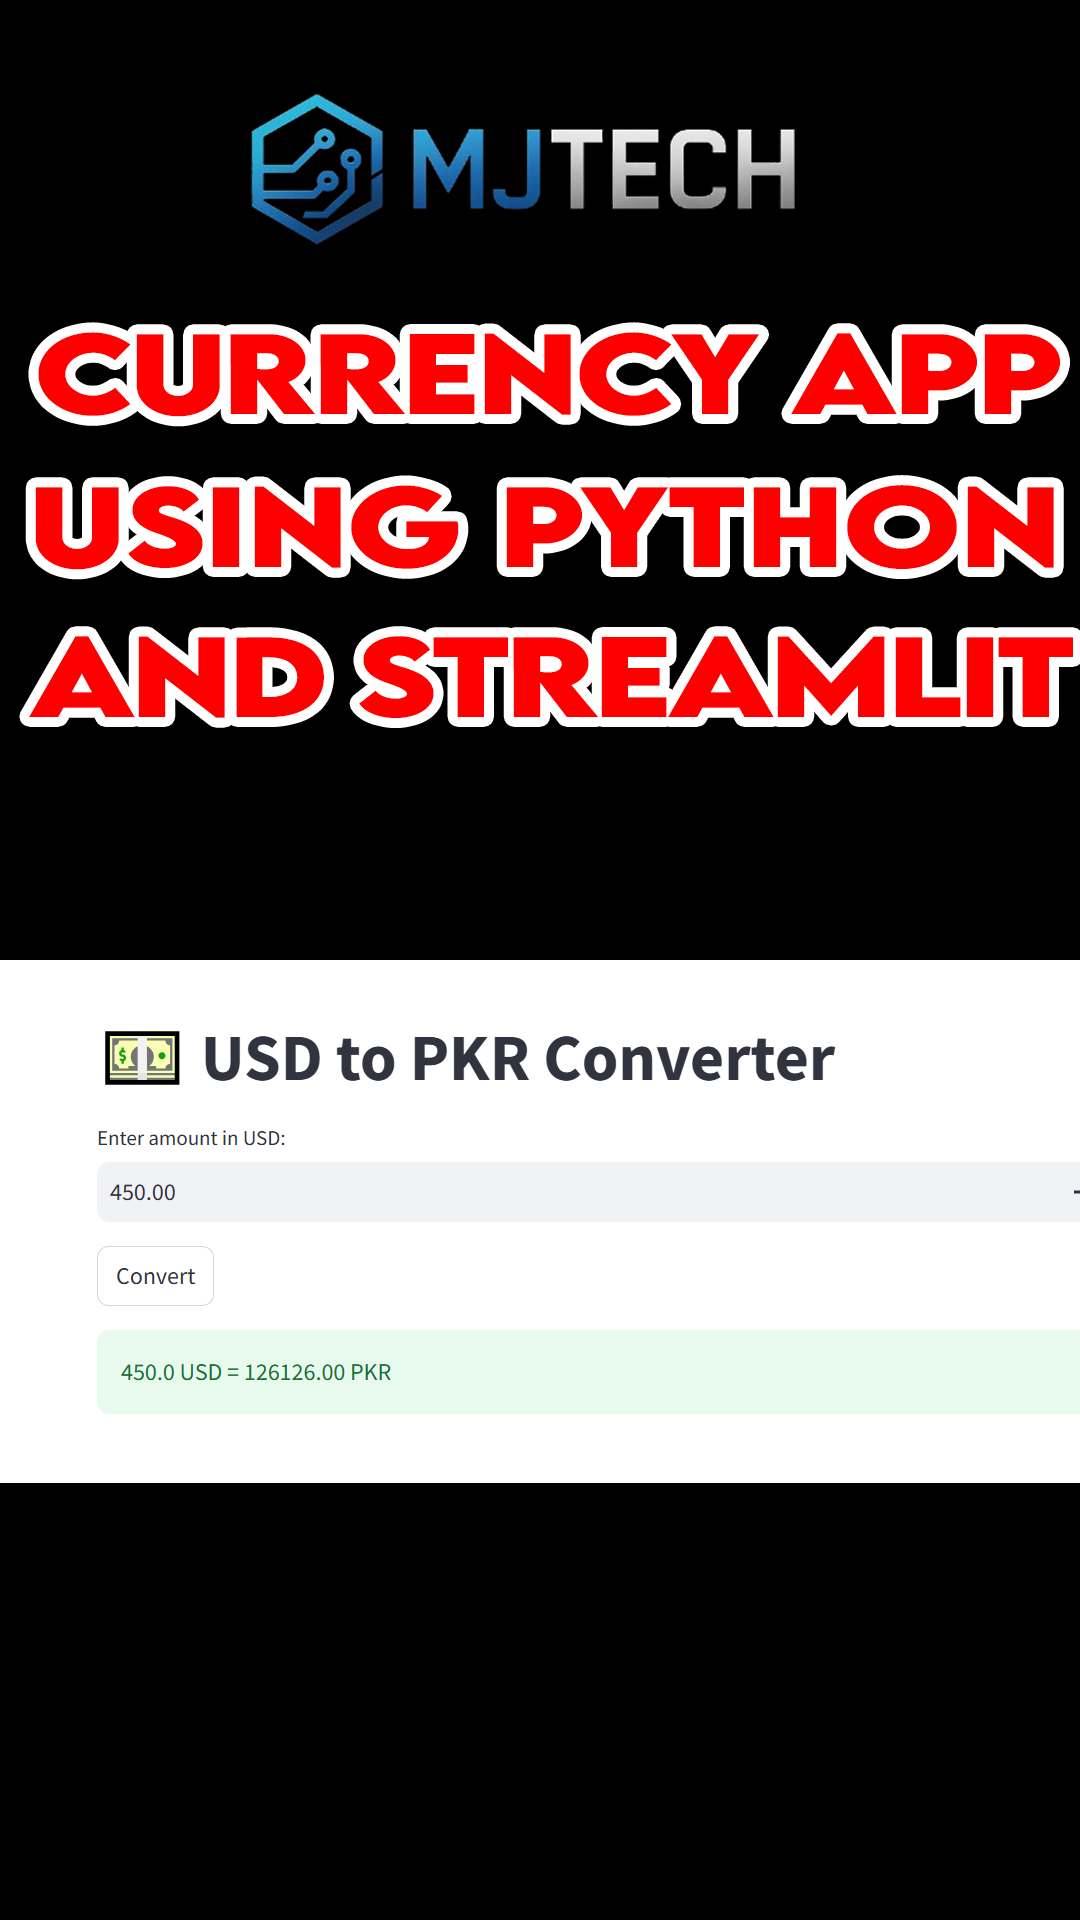 MJTECH
CURRENCY APP
USING PYTHON
AND STREAMLIT
USD to PKR Converter
Enter amount in USD:
450.00
Convert
450.0 USD = 126126.00 PKR